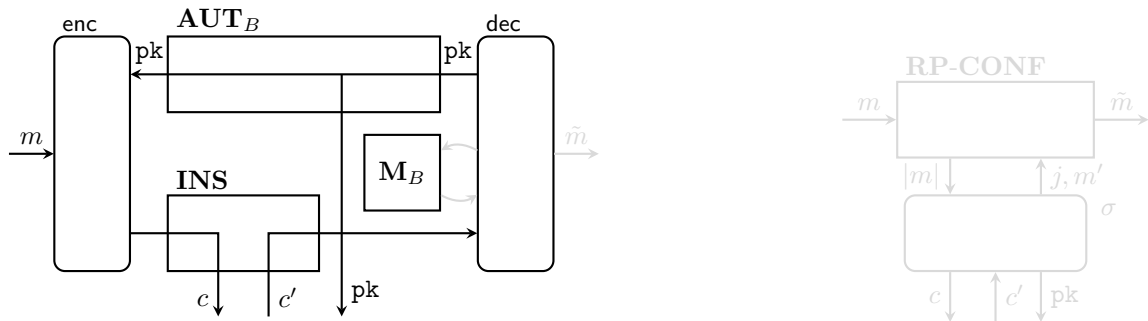 enc
AUT_B
dec
pk
pk
RP-CONF
m
m̃
m
m̃
M_B
INS
|m|
j, m′
σ
c
c′
pk
c
c′
pk